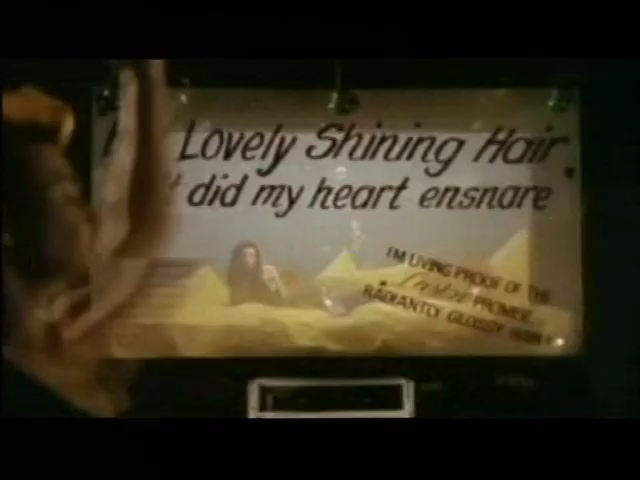 Lovely Shining Hair
did my heart ensnare
I'M LIVING PROOF OF THE
PROMISE...
RADIANTLY GLOSSY HAIR